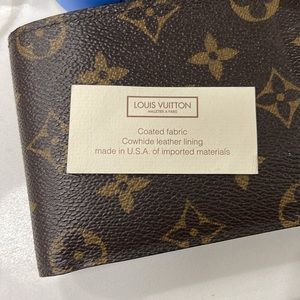 LOUIS VUITTON
MALLETIER A PARIS
Coated fabric
Cowhide leather lining
made in U.S.A. of imported materials